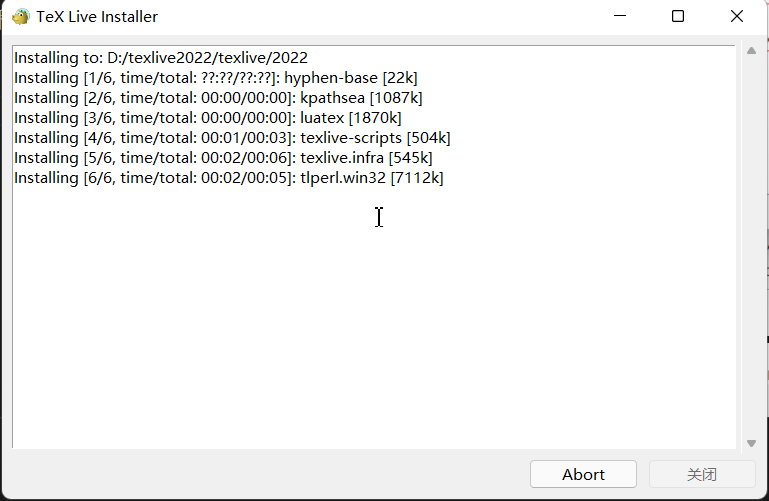 TeX Live Installer
Installing to: D:/texlive2022/texlive/2022
Installing [1/6, time/total: ??:??/??:??]: hyphen-base [22k]
Installing [2/6, time/total: 00:00/00:00]: kpathsea [1087k]
Installing [3/6, time/total: 00:00/00:00]: luatex [1870k]
Installing [4/6, time/total: 00:01/00:03]: texlive-scripts [504k]
Installing [5/6, time/total: 00:02/00:06]: texlive.infra [545k]
Installing [6/6, time/total: 00:02/00:05]: tlperl.win32 [7112k]
Abort 关闭